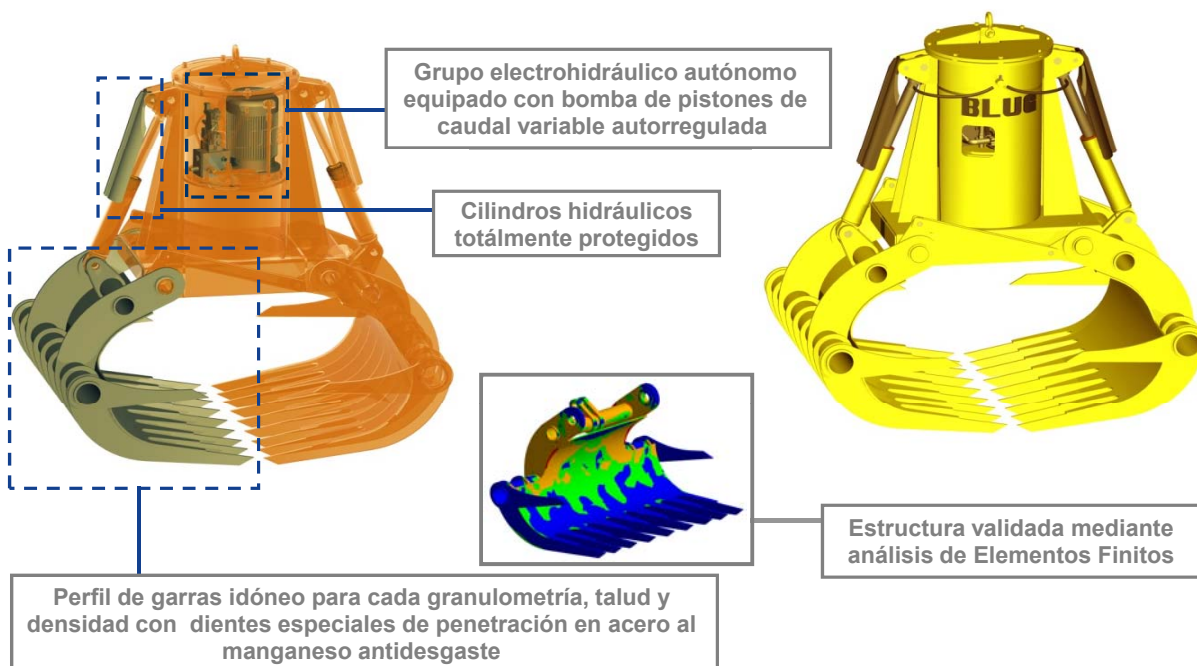 Grupo electrohidráulico autónomo
equipado con bomba de pistones de
caudal variable autorregulada
BLUG
Cilindros hidráulicos
totálmente protegidos
Estructura validada mediante
análisis de Elementos Finitos
Perfil de garras idóneo para cada granulometría, talud y
densidad con dientes especiales de penetración en acero al
manganeso antidesgaste